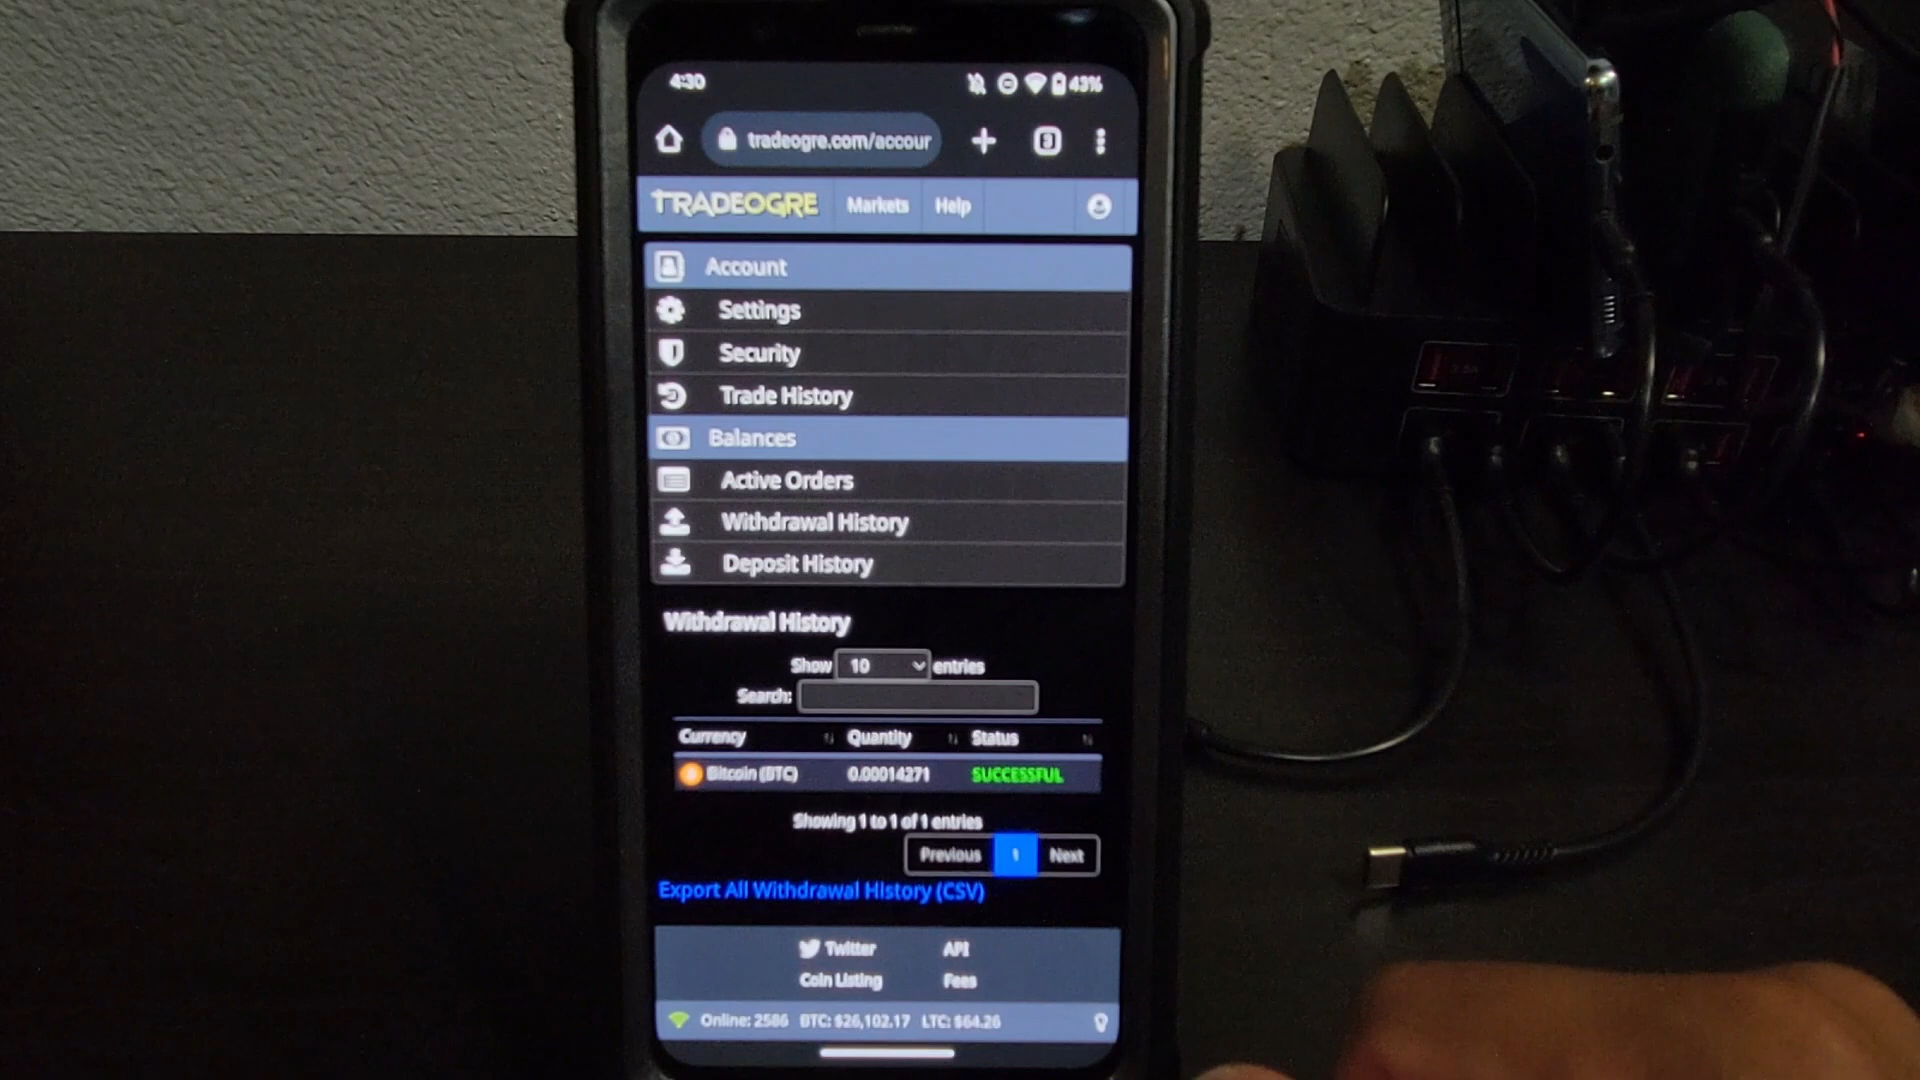 4:30 43%
tradeogre.com/accour
TRADEOGRE Markets Help
Account
Settings
Security
Trade History
Balances
Active Orders
Withdrawal History
Deposit History
Withdrawal History
Show 10 entries
Search:
Currency Quantity Status
Bitcoin (BTC) 0.00014271 SUCCESSFUL
Showing 1 to 1 of 1 entries
Previous 1 Next
Export All Withdrawal History (CSV)
Twitter API
Coin Listing Fees
Online: 2586 BTC: $26,102.17 LTC: $64.26